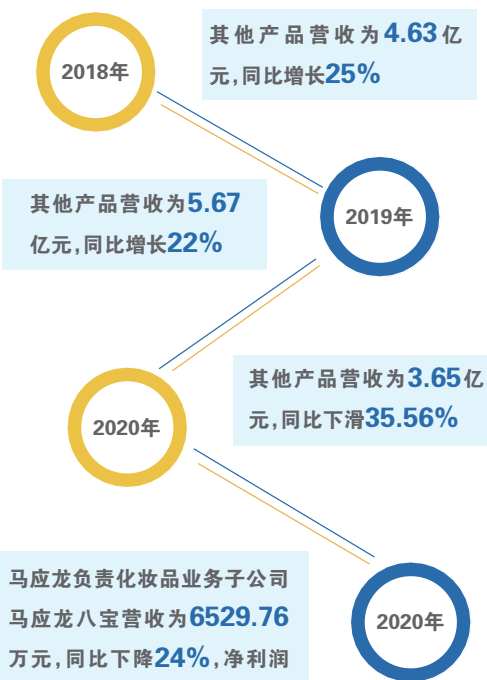 2018年
其他产品营收为4.63亿
元,同比增长25%
其他产品营收为5.67
亿元,同比增长22%
2019年
其他产品营收为3.65亿
元,同比下滑35.56%
2020年
马应龙负责化妆品业务子公司
马应龙八宝营收为6529.76
万元,同比下降24%,净利润
2020年